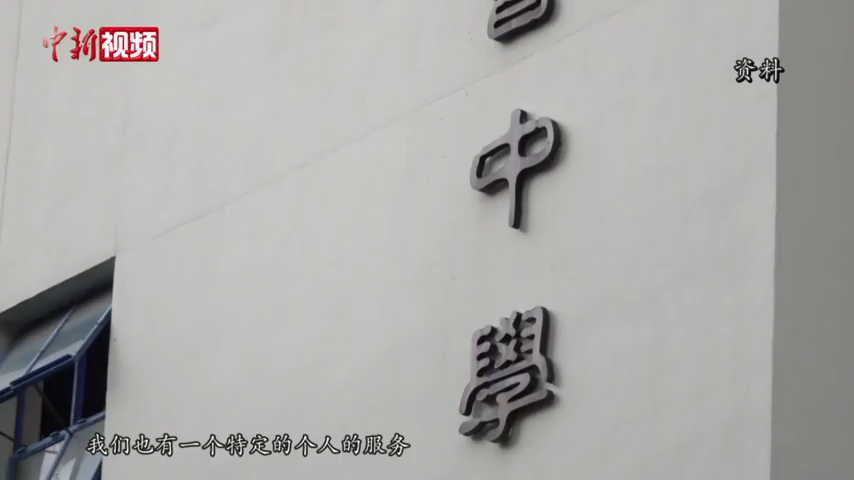 中新视频
资料
中
學
我们也有一个特定的个人的服务